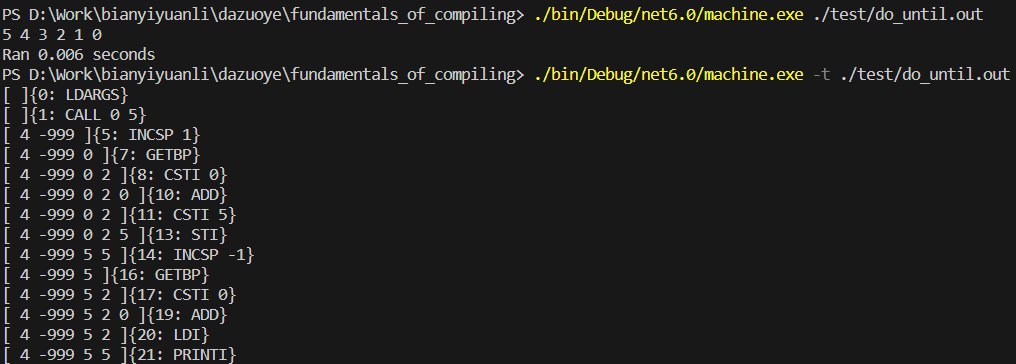 PS D:\Work\bianyiyuanli\dazuoye\fundamentals_of_compiling> ./bin/Debug/net6.0/machine.exe ./test/do_until.out
5 4 3 2 1 0
Ran 0.006 seconds
PS D:\Work\bianyiyuanli\dazuoye\fundamentals_of_compiling> ./bin/Debug/net6.0/machine.exe -t ./test/do_until.out
[ ]{0: LDARGS}
[ ]{1: CALL 0 5}
[ 4 -999 ]{5: INCSP 1}
[ 4 -999 0 ]{7: GETBP}
[ 4 -999 0 2 ]{8: CSTI 0}
[ 4 -999 0 2 0 ]{10: ADD}
[ 4 -999 0 2 ]{11: CSTI 5}
[ 4 -999 0 2 5 ]{13: STI}
[ 4 -999 5 5 ]{14: INCSP -1}
[ 4 -999 5 ]{16: GETBP}
[ 4 -999 5 2 ]{17: CSTI 0}
[ 4 -999 5 2 0 ]{19: ADD}
[ 4 -999 5 2 ]{20: LDI}
[ 4 -999 5 5 ]{21: PRINTI}